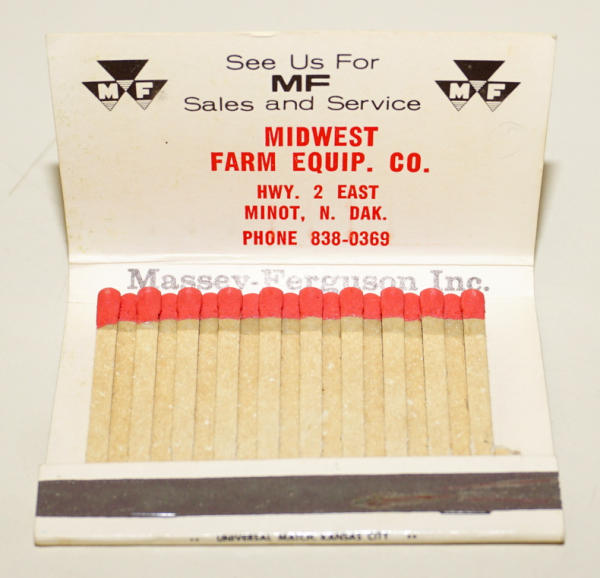 See Us For
M F MF M F
Sales and Service
MIDWEST
FARM EQUIP. CO.
HWY. 2 EAST
MINOT, N. DAK.
PHONE 838-0369
Massey-Ferguson Inc.
UNIVERSAL MATCH, KANSAS CITY